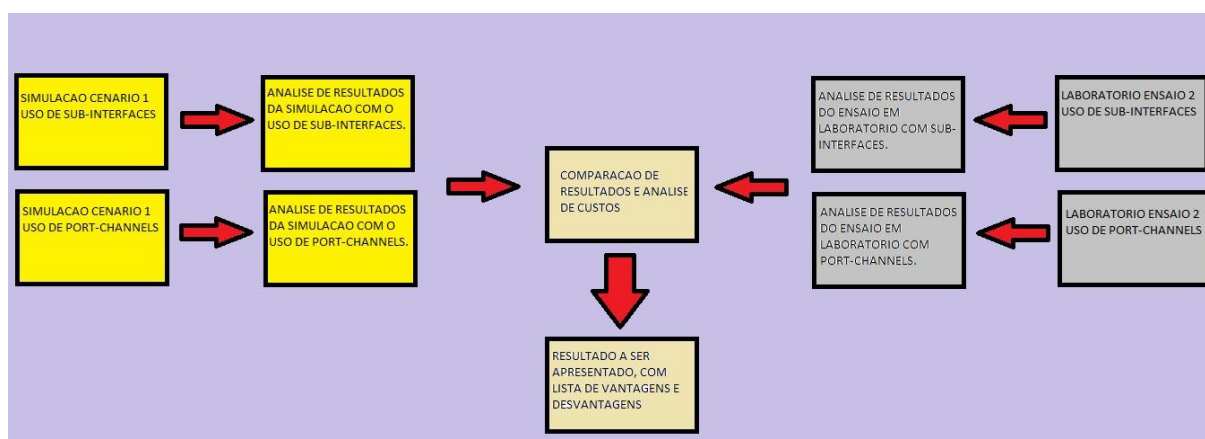 SIMULACAO CENARIO 1
USO DE SUB-INTERFACES
ANALISE DE RESULTADOS
DA SIMULACAO COM O
USO DE SUB-INTERFACES.
ANALISE DE RESULTADOS
DO ENSAIO EM
LABORATORIO COM SUB-
INTERFACES.
LABORATORIO ENSAIO 2
USO DE SUB-INTERFACES
COMPARACAO DE
RESULTADOS E ANALISE
DE CUSTOS
SIMULACAO CENARIO 1
USO DE PORT-CHANNELS
ANALISE DE RESULTADOS
DA SIMULACAO COM O
USO DE PORT-CHANNELS.
ANALISE DE RESULTADOS
DO ENSAIO EM
LABORATORIO COM
PORT-CHANNELS.
LABORATORIO ENSAIO 2
USO DE PORT-CHANNELS
RESULTADO A SER
APRESENTADO, COM
LISTA DE VANTAGENS E
DESVANTAGENS